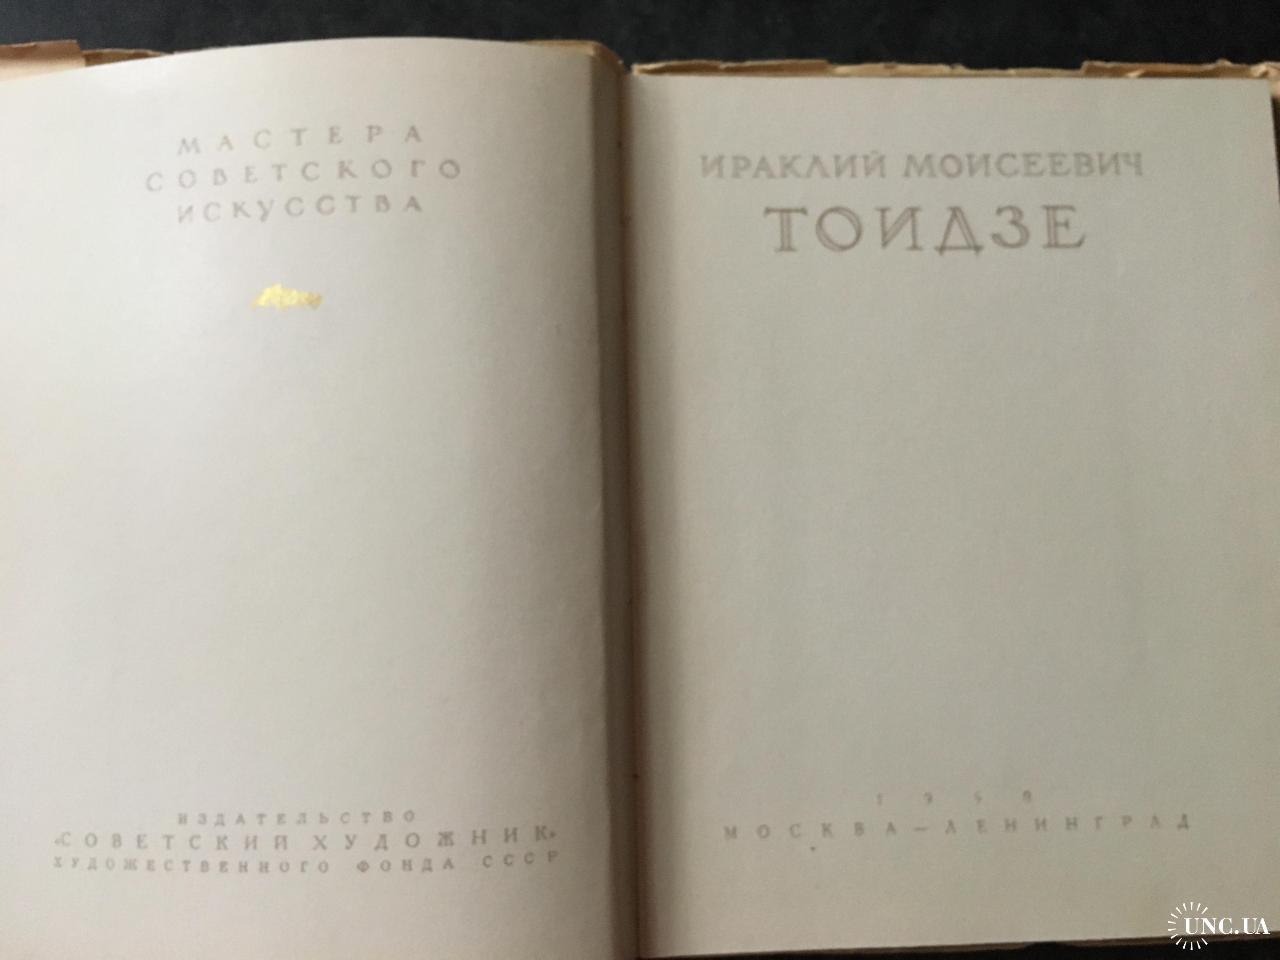 МАСТЕРА
СОВЕТСКОГО
ИСКУССТВА
ИЗДАТЕЛЬСТВО
«СОВЕТСКИЙ ХУДОЖНИК»
ХУДОЖЕСТВЕННОГО ФОНДА СССР
ИРАКЛИЙ МОИСЕЕВИЧ
ТОИДЗЕ
МОСКВА—ЛЕНИНГРАД
UNC.UA